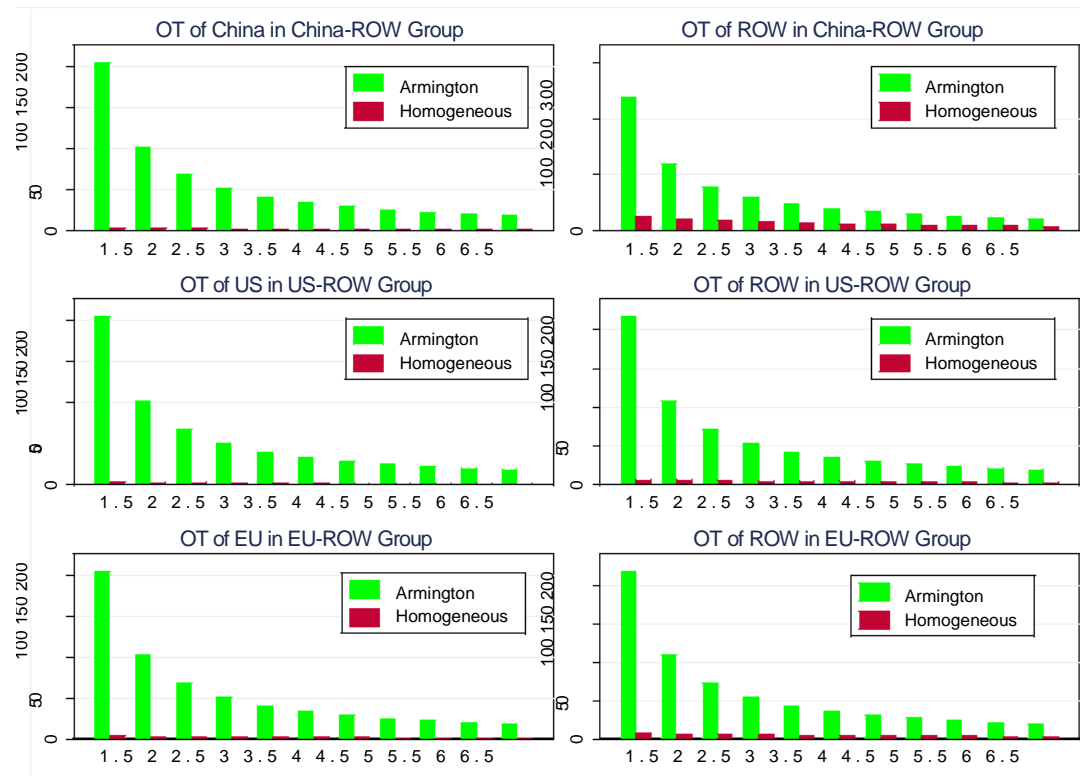 OT of China in China-ROW Group
0 50 100 150 200
Armington
Homogeneous
1.5 2 2.5 3 3.5 4 4.5 5 5.5 6 6.5
OT of ROW in China-ROW Group
0 100 200 300
Armington
Homogeneous
1.5 2 2.5 3 3.5 4 4.5 5 5.5 6 6.5
OT of US in US-ROW Group
0 50 100 150 200
Armington
Homogeneous
1.5 2 2.5 3 3.5 4 4.5 5 5.5 6 6.5
OT of ROW in US-ROW Group
0 50 100 150 200
Armington
Homogeneous
1.5 2 2.5 3 3.5 4 4.5 5 5.5 6 6.5
OT of EU in EU-ROW Group
0 50 100 150 200
Armington
Homogeneous
1.5 2 2.5 3 3.5 4 4.5 5 5.5 6 6.5
OT of ROW in EU-ROW Group
0 50 100 150 200
Armington
Homogeneous
1.5 2 2.5 3 3.5 4 4.5 5 5.5 6 6.5